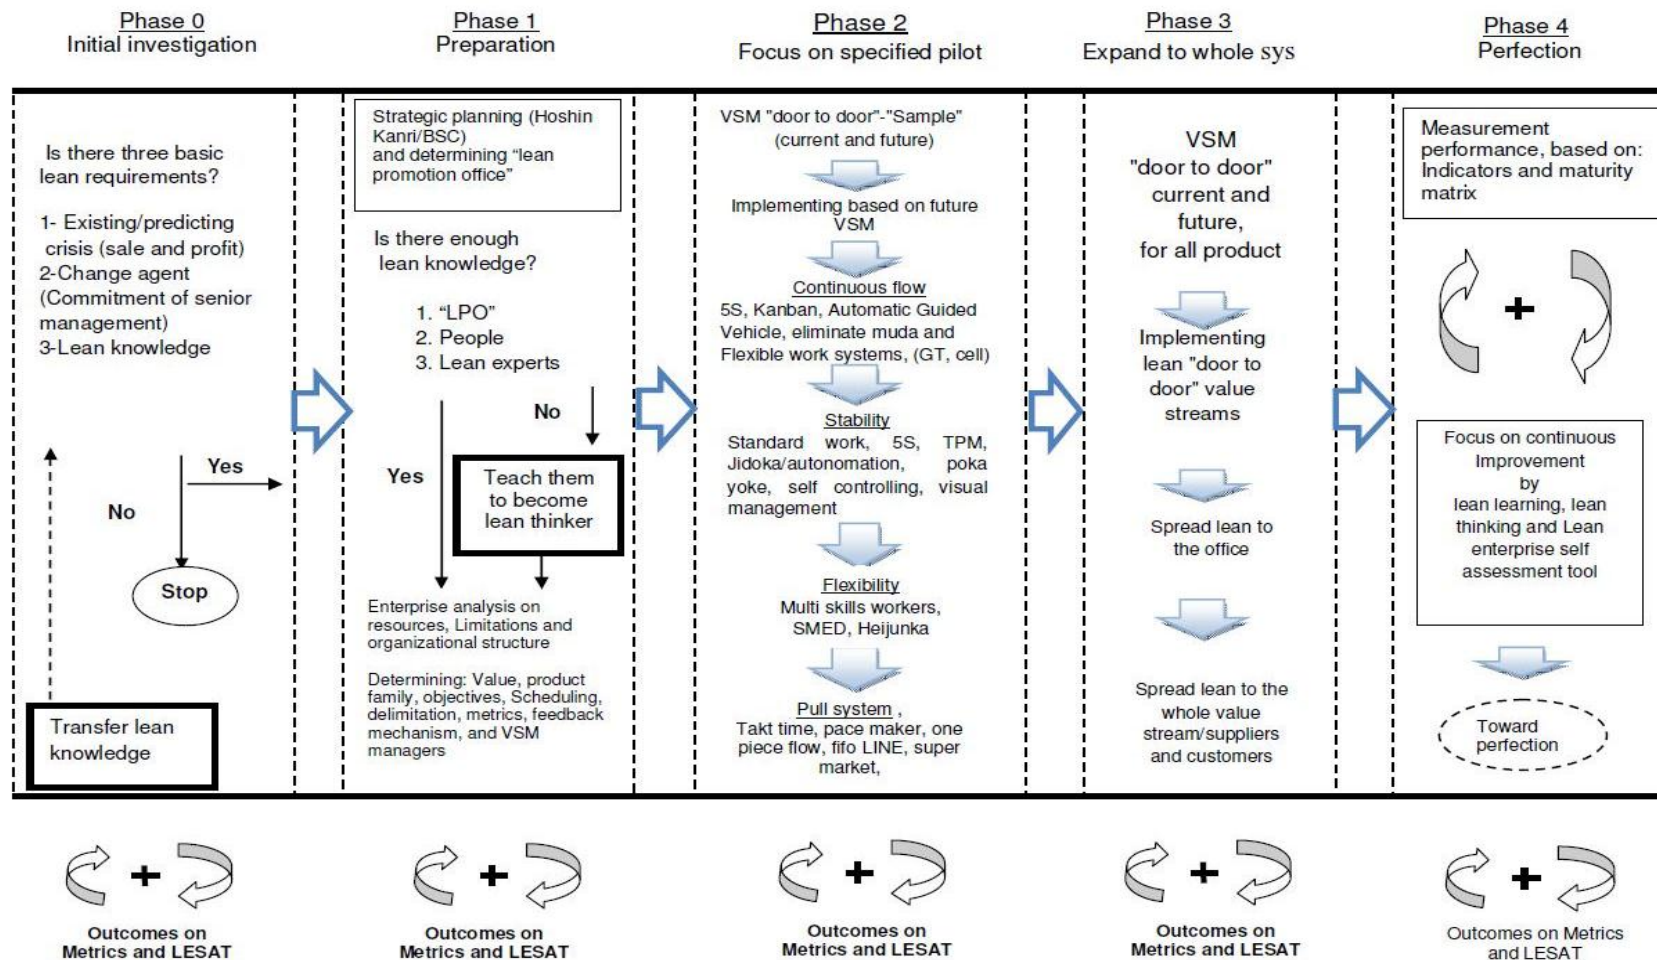 Phase 0
Initial investigation
Phase 1
Preparation
Phase 2
Focus on specified pilot
Phase 3
Expand to whole sys
Phase 4
Perfection
Is there three basic
lean requirements?
1- Existing/predicting
crisis (sale and profit)
2-Change agent
(Commitment of senior
management)
3-Lean knowledge
Yes
No
Stop
Transfer lean
knowledge
Strategic planning (Hoshin
Kanri/BSC)
and determining “lean
promotion office”
Is there enough
lean knowledge?
1. “LPO”
2. People
3. Lean experts
No
Yes
Teach them
to become
lean thinker
Enterprise analysis on
resources, Limitations and
organizational structure
Determining: Value, product
family, objectives, Scheduling,
delimitation, metrics, feedback
mechanism, and VSM
managers
VSM "door to door"-"Sample"
(current and future)
Implementing based on future
VSM
Continuous flow
5S, Kanban, Automatic Guided
Vehicle, eliminate muda and
Flexible work systems, (GT, cell)
Stability
Standard work, 5S, TPM,
Jidoka/autonomation, poka
yoke, self controlling, visual
management
Flexibility
Multi skills workers,
SMED, Heijunka
Pull system ,
Takt time, pace maker, one
piece flow, fifo LINE, super
market,
VSM
"door to door"
current and
future,
for all product
Implementing
lean "door to
door" value
streams
Spread lean to
the office
Spread lean to the
whole value
stream/suppliers
and customers
Measurement
performance, based on:
Indicators and maturity
matrix
+
Focus on continuous
Improvement
by
lean learning, lean
thinking and Lean
enterprise self
assessment tool
Toward
perfection
+
Outcomes on
Metrics and LESAT
+
Outcomes on
Metrics and LESAT
+
Outcomes on
Metrics and LESAT
+
Outcomes on
Metrics and LESAT
+
Outcomes on Metrics
and LESAT